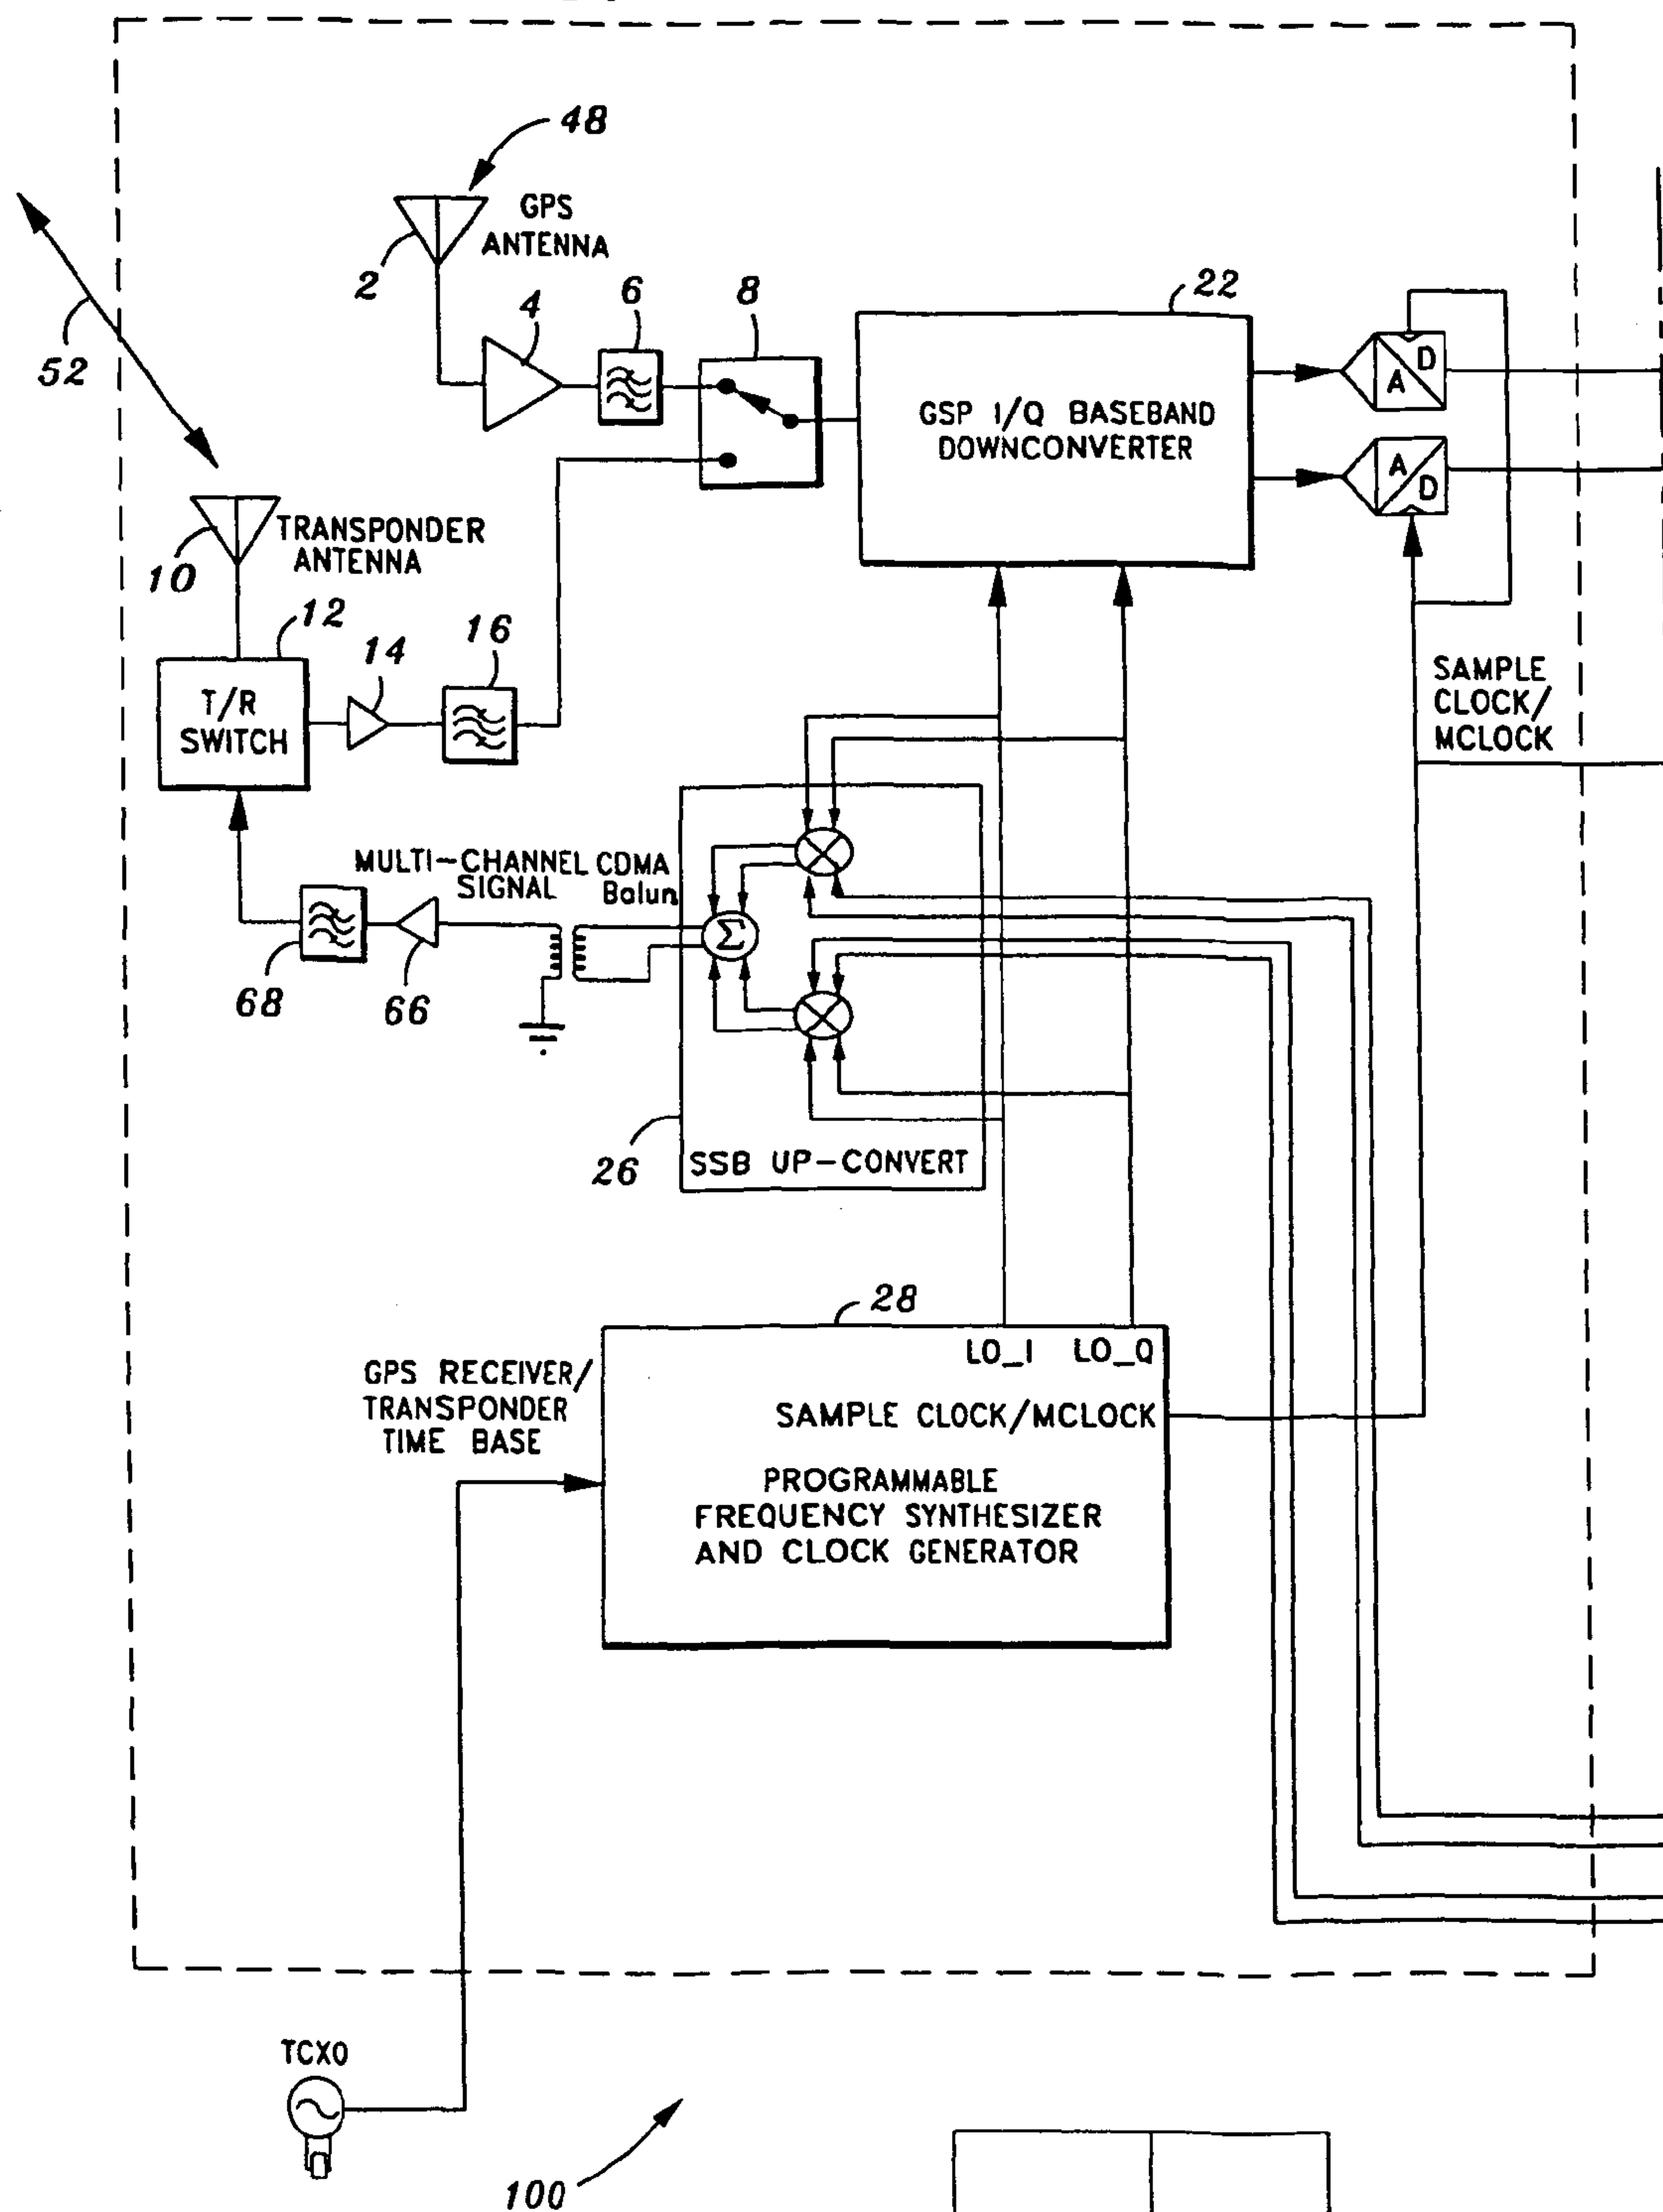 48
GPS
ANTENNA
2
4
6
8
22
52
GSP I/Q BASEBAND
DOWNCONVERTER
A
D
A
D
10
TRANSPONDER
ANTENNA
12
14
16
T/R
SWITCH
SAMPLE
CLOCK/
MCLOCK
MULTI-CHANNEL CDMA
SIGNAL
Balun
Σ
68
66
26
SSB UP-CONVERT
28
LO_I
LO_Q
GPS RECEIVER/
TRANSPONDER
TIME BASE
SAMPLE CLOCK/MCLOCK
PROGRAMMABLE
FREQUENCY SYNTHESIZER
AND CLOCK GENERATOR
TCXO
100